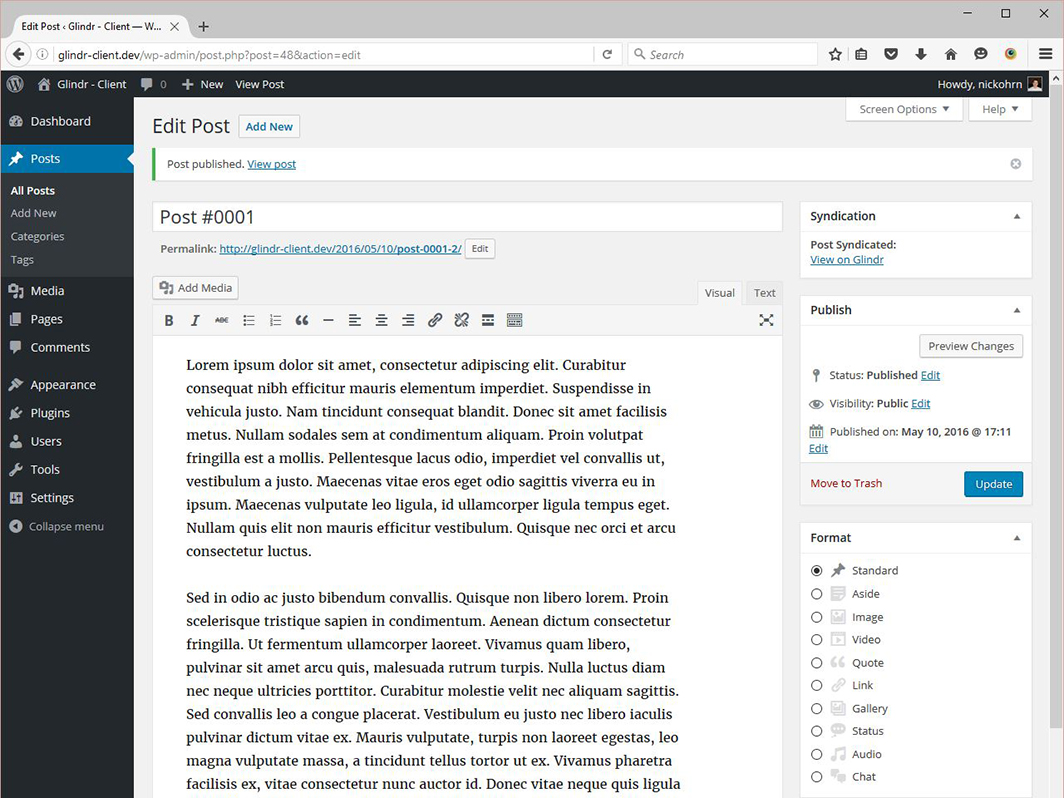 Edit Post ‹ Glindr - Client — W...
glindr-client.dev/wp-admin/post.php?post=48&action=edit
Search
Glindr - Client 0 New View Post
Howdy, nickohrn
Screen Options Help
Dashboard
Posts
All Posts
Add New
Categories
Tags
Media
Pages
Comments
Appearance
Plugins
Users
Tools
Settings
Collapse menu
Edit Post Add New
Post published. View post
Post #0001
Permalink: http://glindr-client.dev/2016/05/10/post-0001-2/ Edit
Add Media
Visual Text
B I ABC
Lorem ipsum dolor sit amet, consectetur adipiscing elit. Curabitur
consequat nibh efficitur mauris elementum imperdiet. Suspendisse in
vehicula justo. Nam tincidunt consequat blandit. Donec sit amet facilisis
metus. Nullam sodales sem at condimentum aliquam. Proin volutpat
fringilla est a mollis. Pellentesque lacus odio, imperdiet vel convallis ut,
vestibulum a justo. Maecenas vitae eros eget odio sagittis viverra eu in
ipsum. Maecenas vulputate leo ligula, id ullamcorper ligula tempus eget.
Nullam quis elit non mauris efficitur vestibulum. Quisque nec orci et arcu
consectetur luctus.
Sed in odio ac justo bibendum convallis. Quisque non libero lorem. Proin
scelerisque tristique sapien in condimentum. Aenean dictum consectetur
fringilla. Ut fermentum ullamcorper laoreet. Vivamus quam libero,
pulvinar sit amet arcu quis, malesuada rutrum turpis. Nulla luctus diam
nec neque ultricies porttitor. Curabitur molestie velit nec aliquam sagittis.
Sed convallis leo a congue placerat. Vestibulum eu justo nec libero iaculis
pulvinar dictum vitae ex. Mauris vulputate, turpis non laoreet egestas, leo
magna vulputate massa, a tincidunt tellus tortor ut ex. Vivamus pharetra
facilisis ex, vitae consectetur nunc auctor id. Donec vitae neque quis ligula
Syndication
Post Syndicated:
View on Glindr
Publish
Preview Changes
Status: Published Edit
Visibility: Public Edit
Published on: May 10, 2016 @ 17:11
Edit
Move to Trash Update
Format
Standard
Aside
Image
Video
Quote
Link
Gallery
Status
Audio
Chat